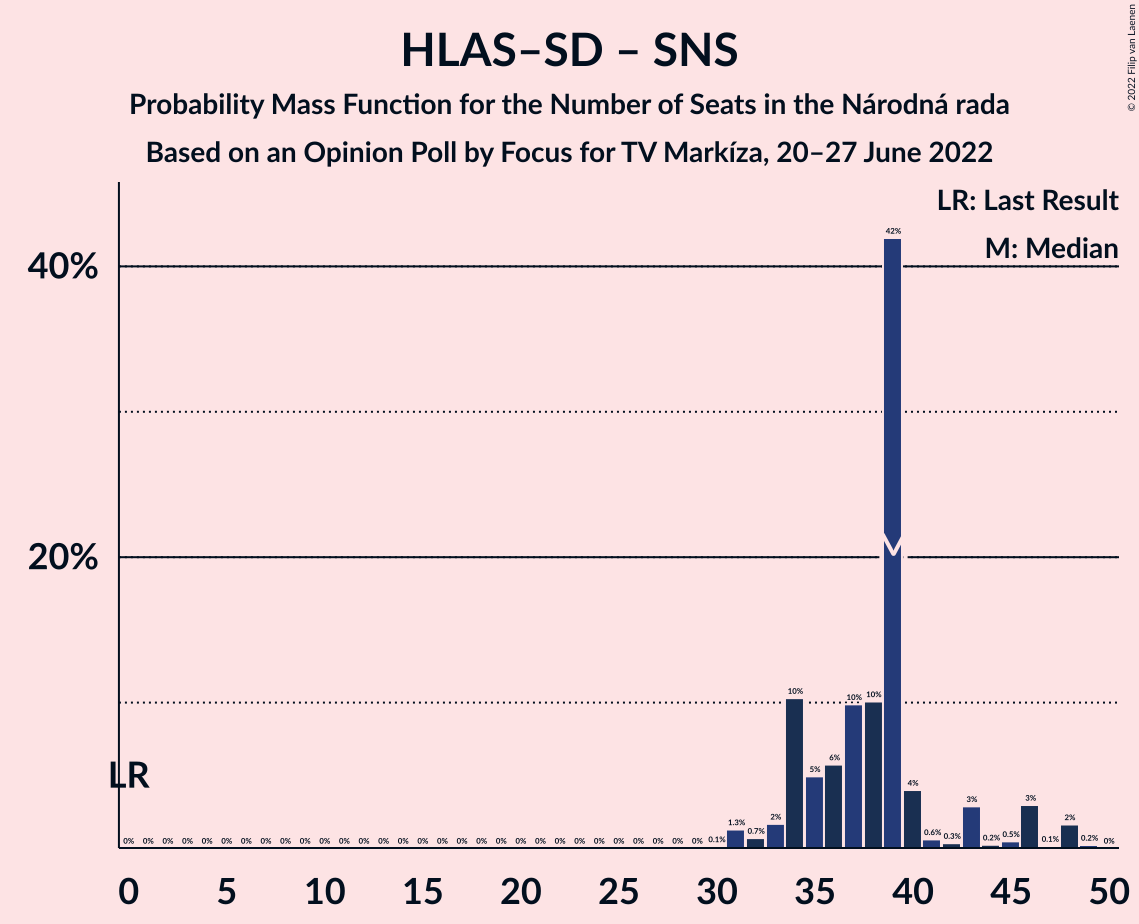 HLAS–SD – SNS
Probability Mass Function for the Number of Seats in the Národná rada
Based on an Opinion Poll by Focus for TV Markíza, 20–27 June 2022
© 2022 Filip van Laenen
LR: Last Result
M: Median
40%
20%
42%
M
LR
0% 0% 0% 0% 0% 0% 0% 0% 0% 0% 0% 0% 0% 0% 0% 0% 0% 0% 0% 0% 0% 0% 0% 0% 0% 0% 0% 0% 0% 0% 0.1% 1.3% 0.7% 2% 10% 5% 6% 10% 10% 4% 0.6% 0.3% 3% 0.2% 0.5% 3% 0.1% 2% 0.2% 0%
0 5 10 15 20 25 30 35 40 45 50